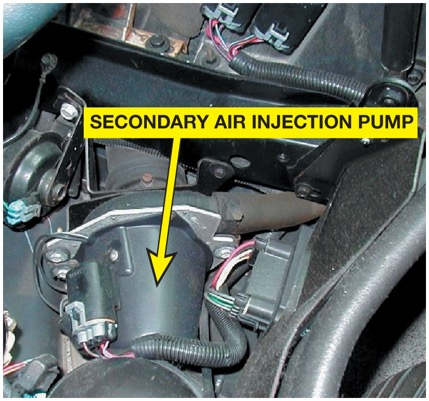 SECONDARY AIR INJECTION PUMP